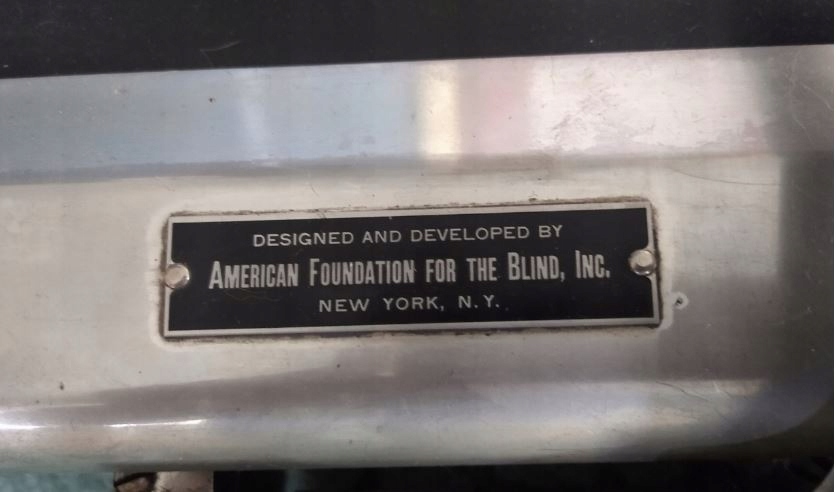 DESIGNED AND DEVELOPED BY
AMERICAN FOUNDATION FOR THE BLIND, INC.
NEW YORK, N.Y.